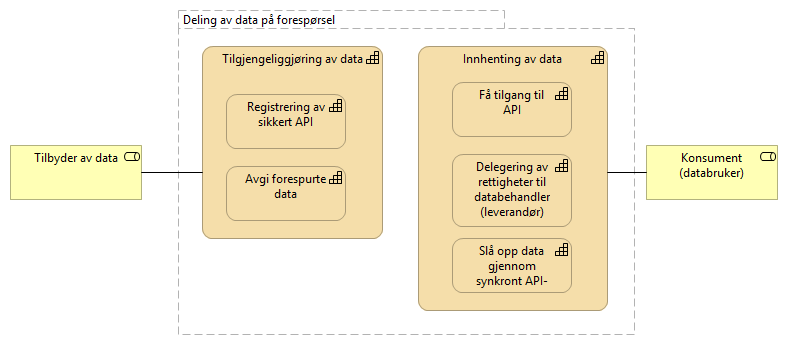 Deling av data på forespørsel
Tilgjengeliggjøring av data
Registrering av
sikkert API
Avgi forespurte
data
Innhenting av data
Få tilgang til
API
Delegering av
rettigheter til
databehandler
(leverandør)
Slå opp data
gjennom
synkront API-
Tilbyder av data
Konsument
(databruker)